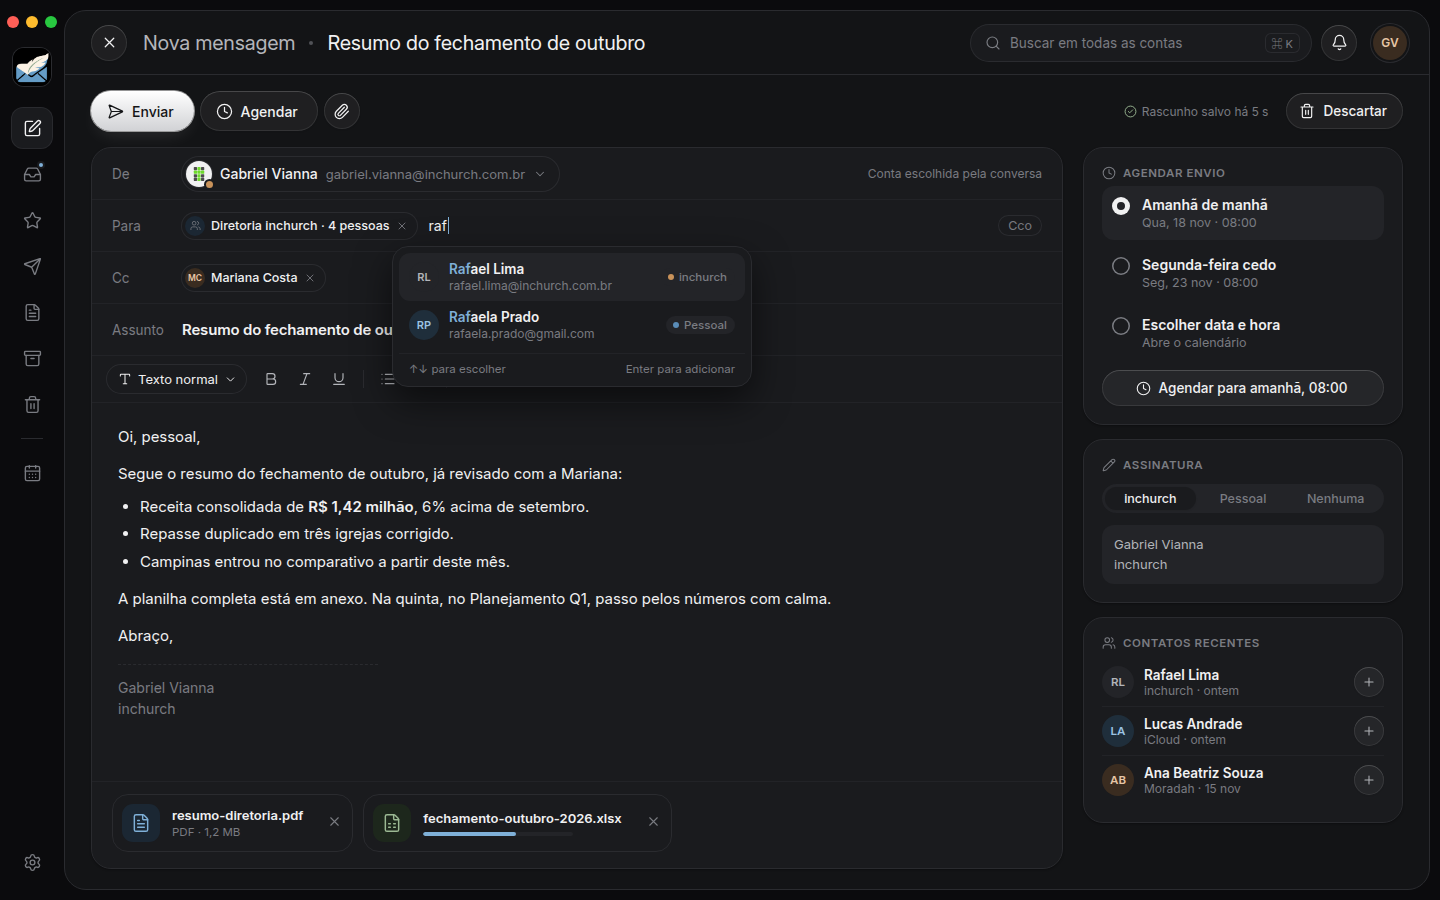 Nova mensagem · Resumo do fechamento de outubro
Buscar em todas as contas
⌘K
GV
Enviar
Agendar
Rascunho salvo há 5 s
Descartar
De
Gabriel Vianna gabriel.vianna@inchurch.com.br
Conta escolhida pela conversa
Para
Diretoria inchurch · 4 pessoas
raf
Cco
Cc
MC Mariana Costa
Assunto
Resumo do fechamento de ou
RL
Rafael Lima
rafael.lima@inchurch.com.br
inchurch
RP
Rafaela Prado
rafaela.prado@gmail.com
Pessoal
↑↓ para escolher
Enter para adicionar
T Texto normal
B I U
Oi, pessoal,
Segue o resumo do fechamento de outubro, já revisado com a Mariana:
• Receita consolidada de R$ 1,42 milhão, 6% acima de setembro.
• Repasse duplicado em três igrejas corrigido.
• Campinas entrou no comparativo a partir deste mês.
A planilha completa está em anexo. Na quinta, no Planejamento Q1, passo pelos números com calma.
Abraço,
Gabriel Vianna
inchurch
resumo-diretoria.pdf
PDF · 1,2 MB
fechamento-outubro-2026.xlsx
AGENDAR ENVIO
Amanhã de manhã
Qua, 18 nov · 08:00
Segunda-feira cedo
Seg, 23 nov · 08:00
Escolher data e hora
Abre o calendário
Agendar para amanhã, 08:00
ASSINATURA
inchurch
Pessoal
Nenhuma
Gabriel Vianna
inchurch
CONTATOS RECENTES
RL
Rafael Lima
inchurch · ontem
LA
Lucas Andrade
iCloud · ontem
AB
Ana Beatriz Souza
Moradah · 15 nov